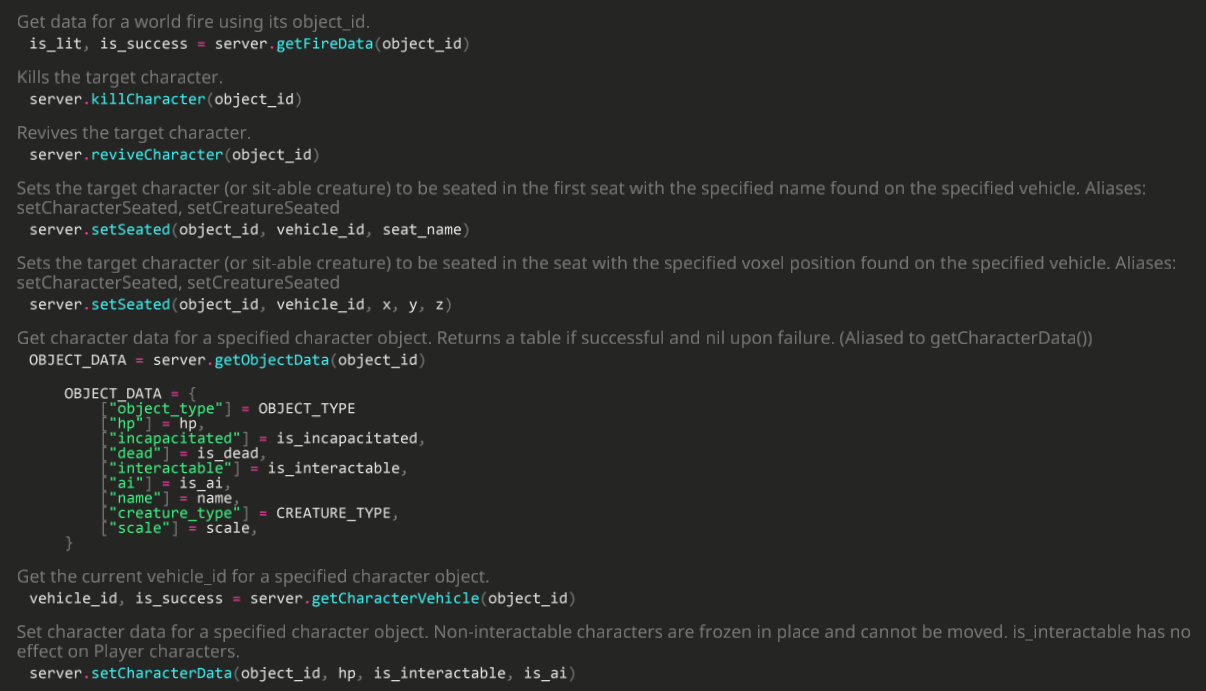 Get data for a world fire using its object_id.
is_lit, is_success = server.getFireData(object_id)
Kills the target character.
server.killCharacter(object_id)
Revives the target character.
server.reviveCharacter(object_id)
Sets the target character (or sit-able creature) to be seated in the first seat with the specified name found on the specified vehicle. Aliases:
setCharacterSeated, setCreatureSeated
server.setSeated(object_id, vehicle_id, seat_name)
Sets the target character (or sit-able creature) to be seated in the seat with the specified voxel position found on the specified vehicle. Aliases:
setCharacterSeated, setCreatureSeated
server.setSeated(object_id, vehicle_id, x, y, z)
Get character data for a specified character object. Returns a table if successful and nil upon failure. (Aliased to getCharacterData())
OBJECT_DATA = server.getObjectData(object_id)
OBJECT_DATA = {
["object_type"] = OBJECT_TYPE
["hp"] = hp,
["incapacitated"] = is_incapacitated,
["dead"] = is_dead,
["interactable"] = is_interactable,
["ai"] = is_ai,
["name"] = name,
["creature_type"] = CREATURE_TYPE,
["scale"] = scale,
}
Get the current vehicle_id for a specified character object.
vehicle_id, is_success = server.getCharacterVehicle(object_id)
Set character data for a specified character object. Non-interactable characters are frozen in place and cannot be moved. is_interactable has no
effect on Player characters.
server.setCharacterData(object_id, hp, is_interactable, is_ai)